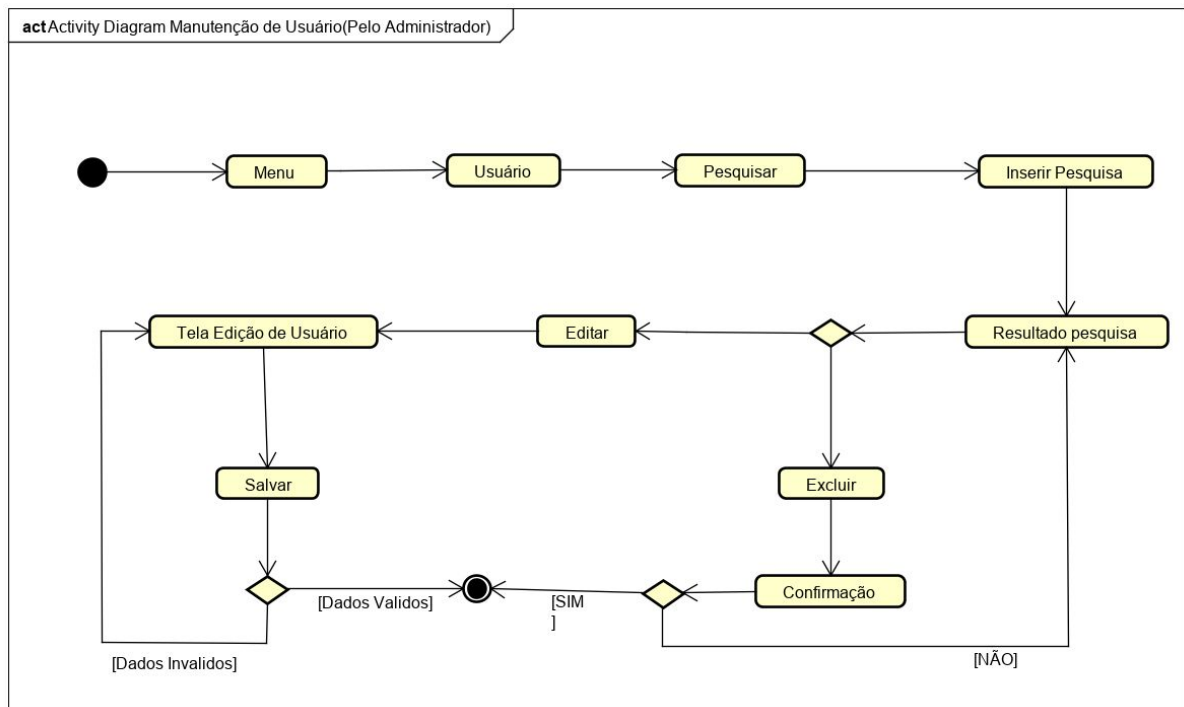 act Activity Diagram Manutenção de Usuário(Pelo Administrador)
Menu
Usuário
Pesquisar
Inserir Pesquisa
Tela Edição de Usuário
Editar
Resultado pesquisa
Salvar
Excluir
Confirmação
[Dados Validos]
[SIM
]
[Dados Invalidos]
[NÃO]